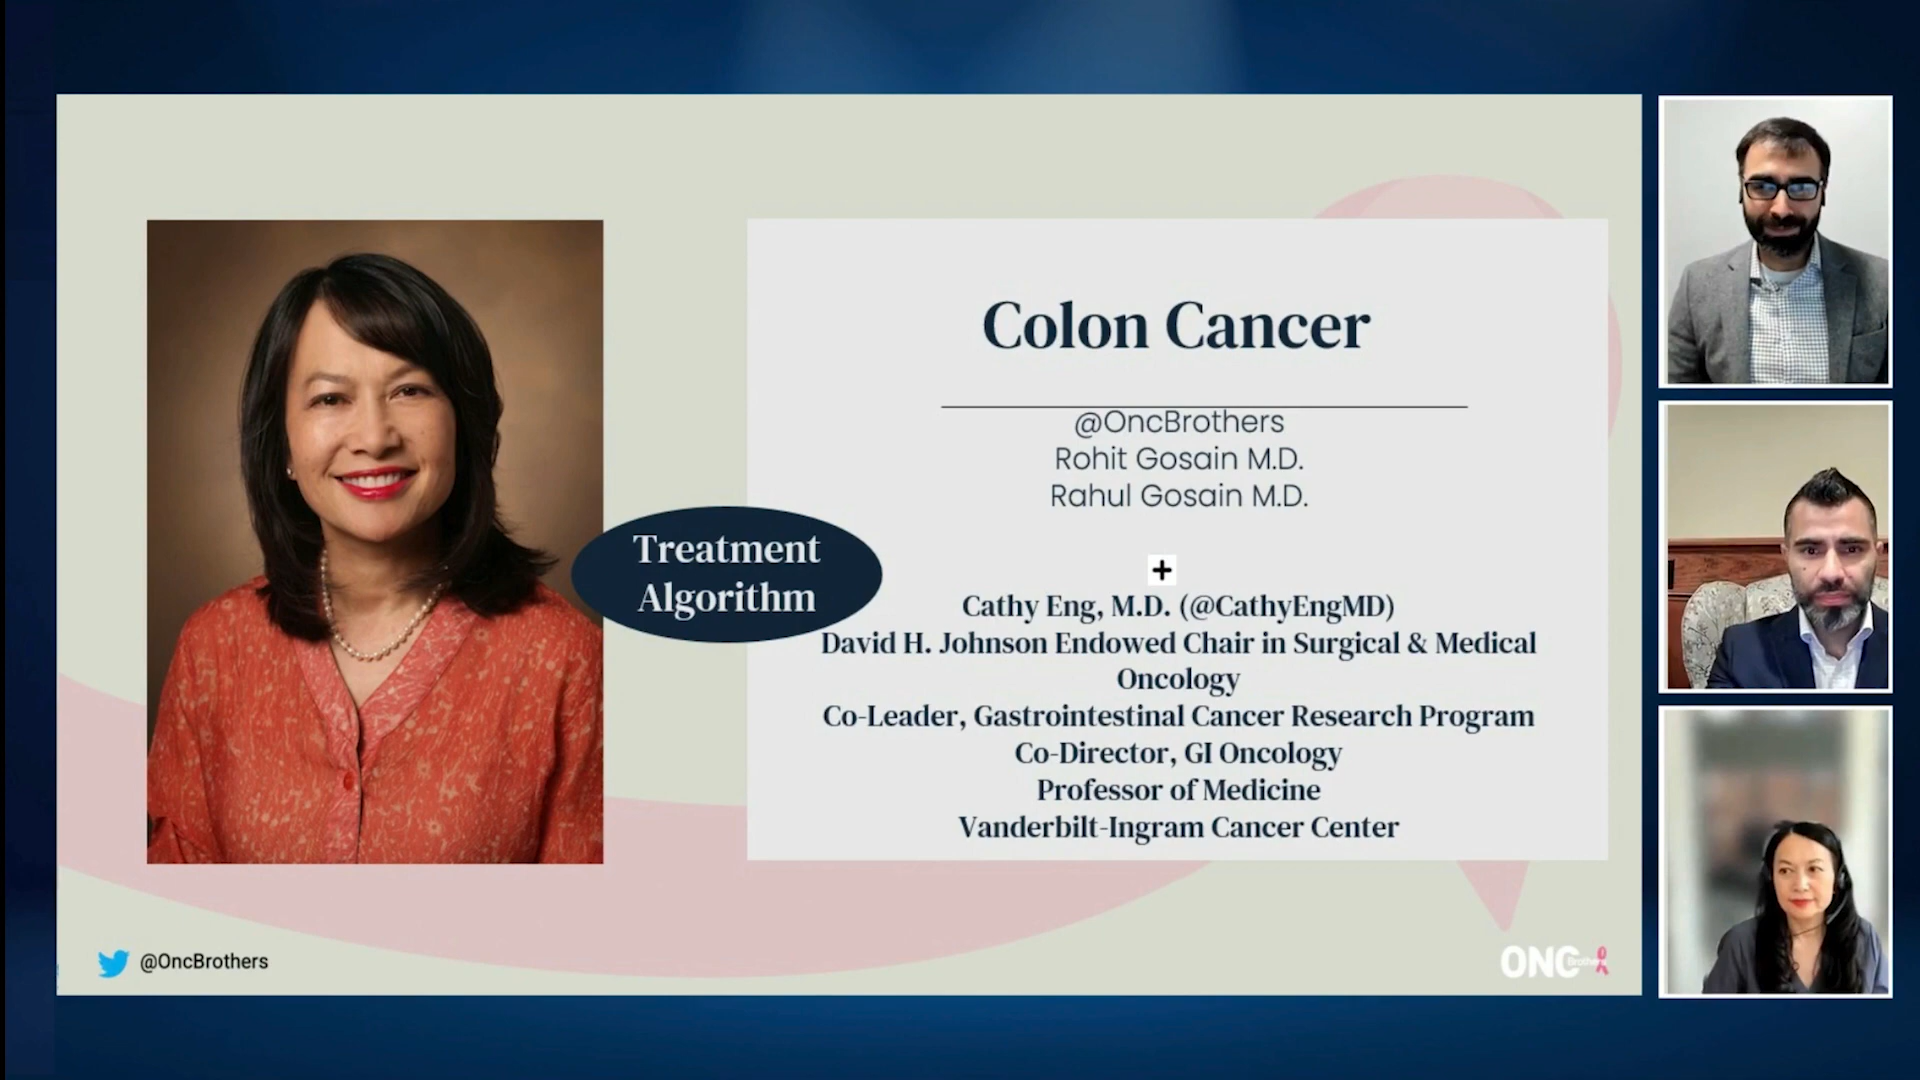 Colon Cancer
@OncBrothers
Rohit Gosain M.D.
Rahul Gosain M.D.
+
Treatment
Algorithm
Cathy Eng, M.D. (@CathyEngMD)
David H. Johnson Endowed Chair in Surgical & Medical
Oncology
Co-Leader, Gastrointestinal Cancer Research Program
Co-Director, GI Oncology
Professor of Medicine
Vanderbilt-Ingram Cancer Center
@OncBrothers
ONC
Brothers